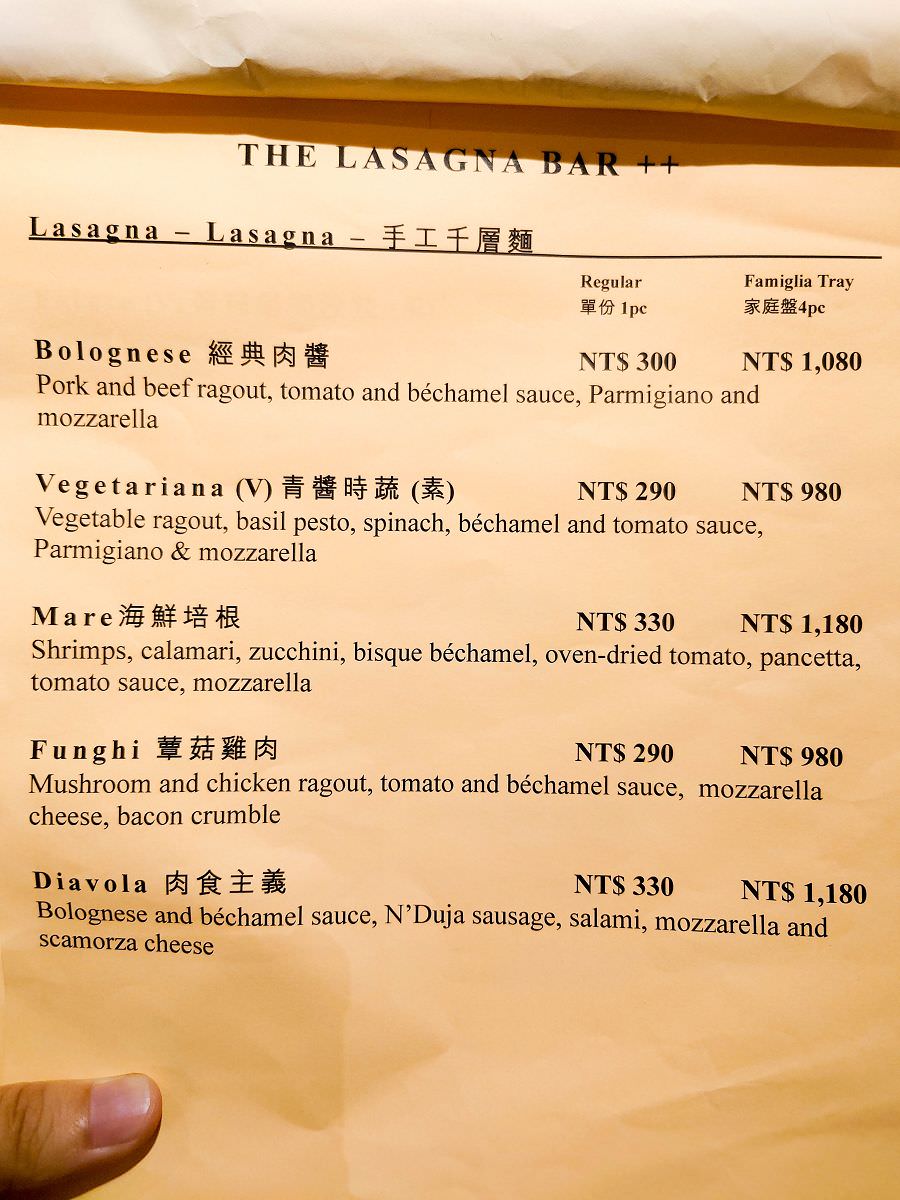 THE LASAGNA BAR ++
Lasagna – Lasagna – 手工千層麵
Regular Famiglia Tray
單份 1pc 家庭盤4pc
Bolognese 經典肉醬 NT$ 300 NT$ 1,080
Pork and beef ragout, tomato and béchamel sauce, Parmigiano and
mozzarella
Vegetariana (V) 青醬時蔬 (素) NT$ 290 NT$ 980
Vegetable ragout, basil pesto, spinach, béchamel and tomato sauce,
Parmigiano & mozzarella
Mare海鮮培根 NT$ 330 NT$ 1,180
Shrimps, calamari, zucchini, bisque béchamel, oven-dried tomato, pancetta,
tomato sauce, mozzarella
Funghi 蕈菇雞肉 NT$ 290 NT$ 980
Mushroom and chicken ragout, tomato and béchamel sauce, mozzarella
cheese, bacon crumble
Diavola 肉食主義 NT$ 330 NT$ 1,180
Bolognese and béchamel sauce, N’Duja sausage, salami, mozzarella and
scamorza cheese